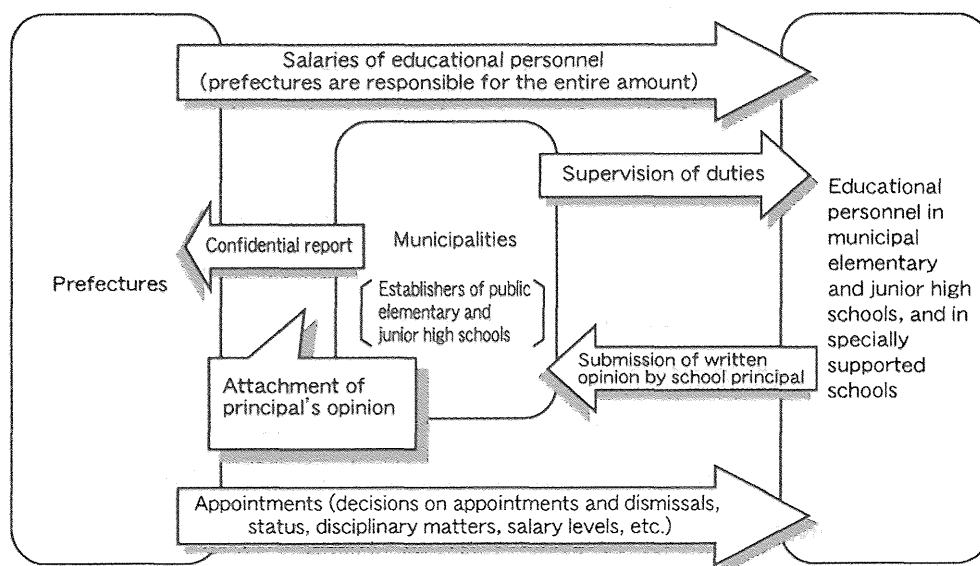 Salaries of educational personnel
(prefectures are responsible for the entire amount)
Supervision of duties
Confidential report
Municipalities
Establishers of public
elementary and
junior high schools
Prefectures
Educational
personnel in
municipal
elementary
and junior high
schools, and in
specially
supported
schools
Submission of written
opinion by school principal
Attachment of
principal's opinion
Appointments (decisions on appointments and dismissals,
status, disciplinary matters, salary levels, etc.)